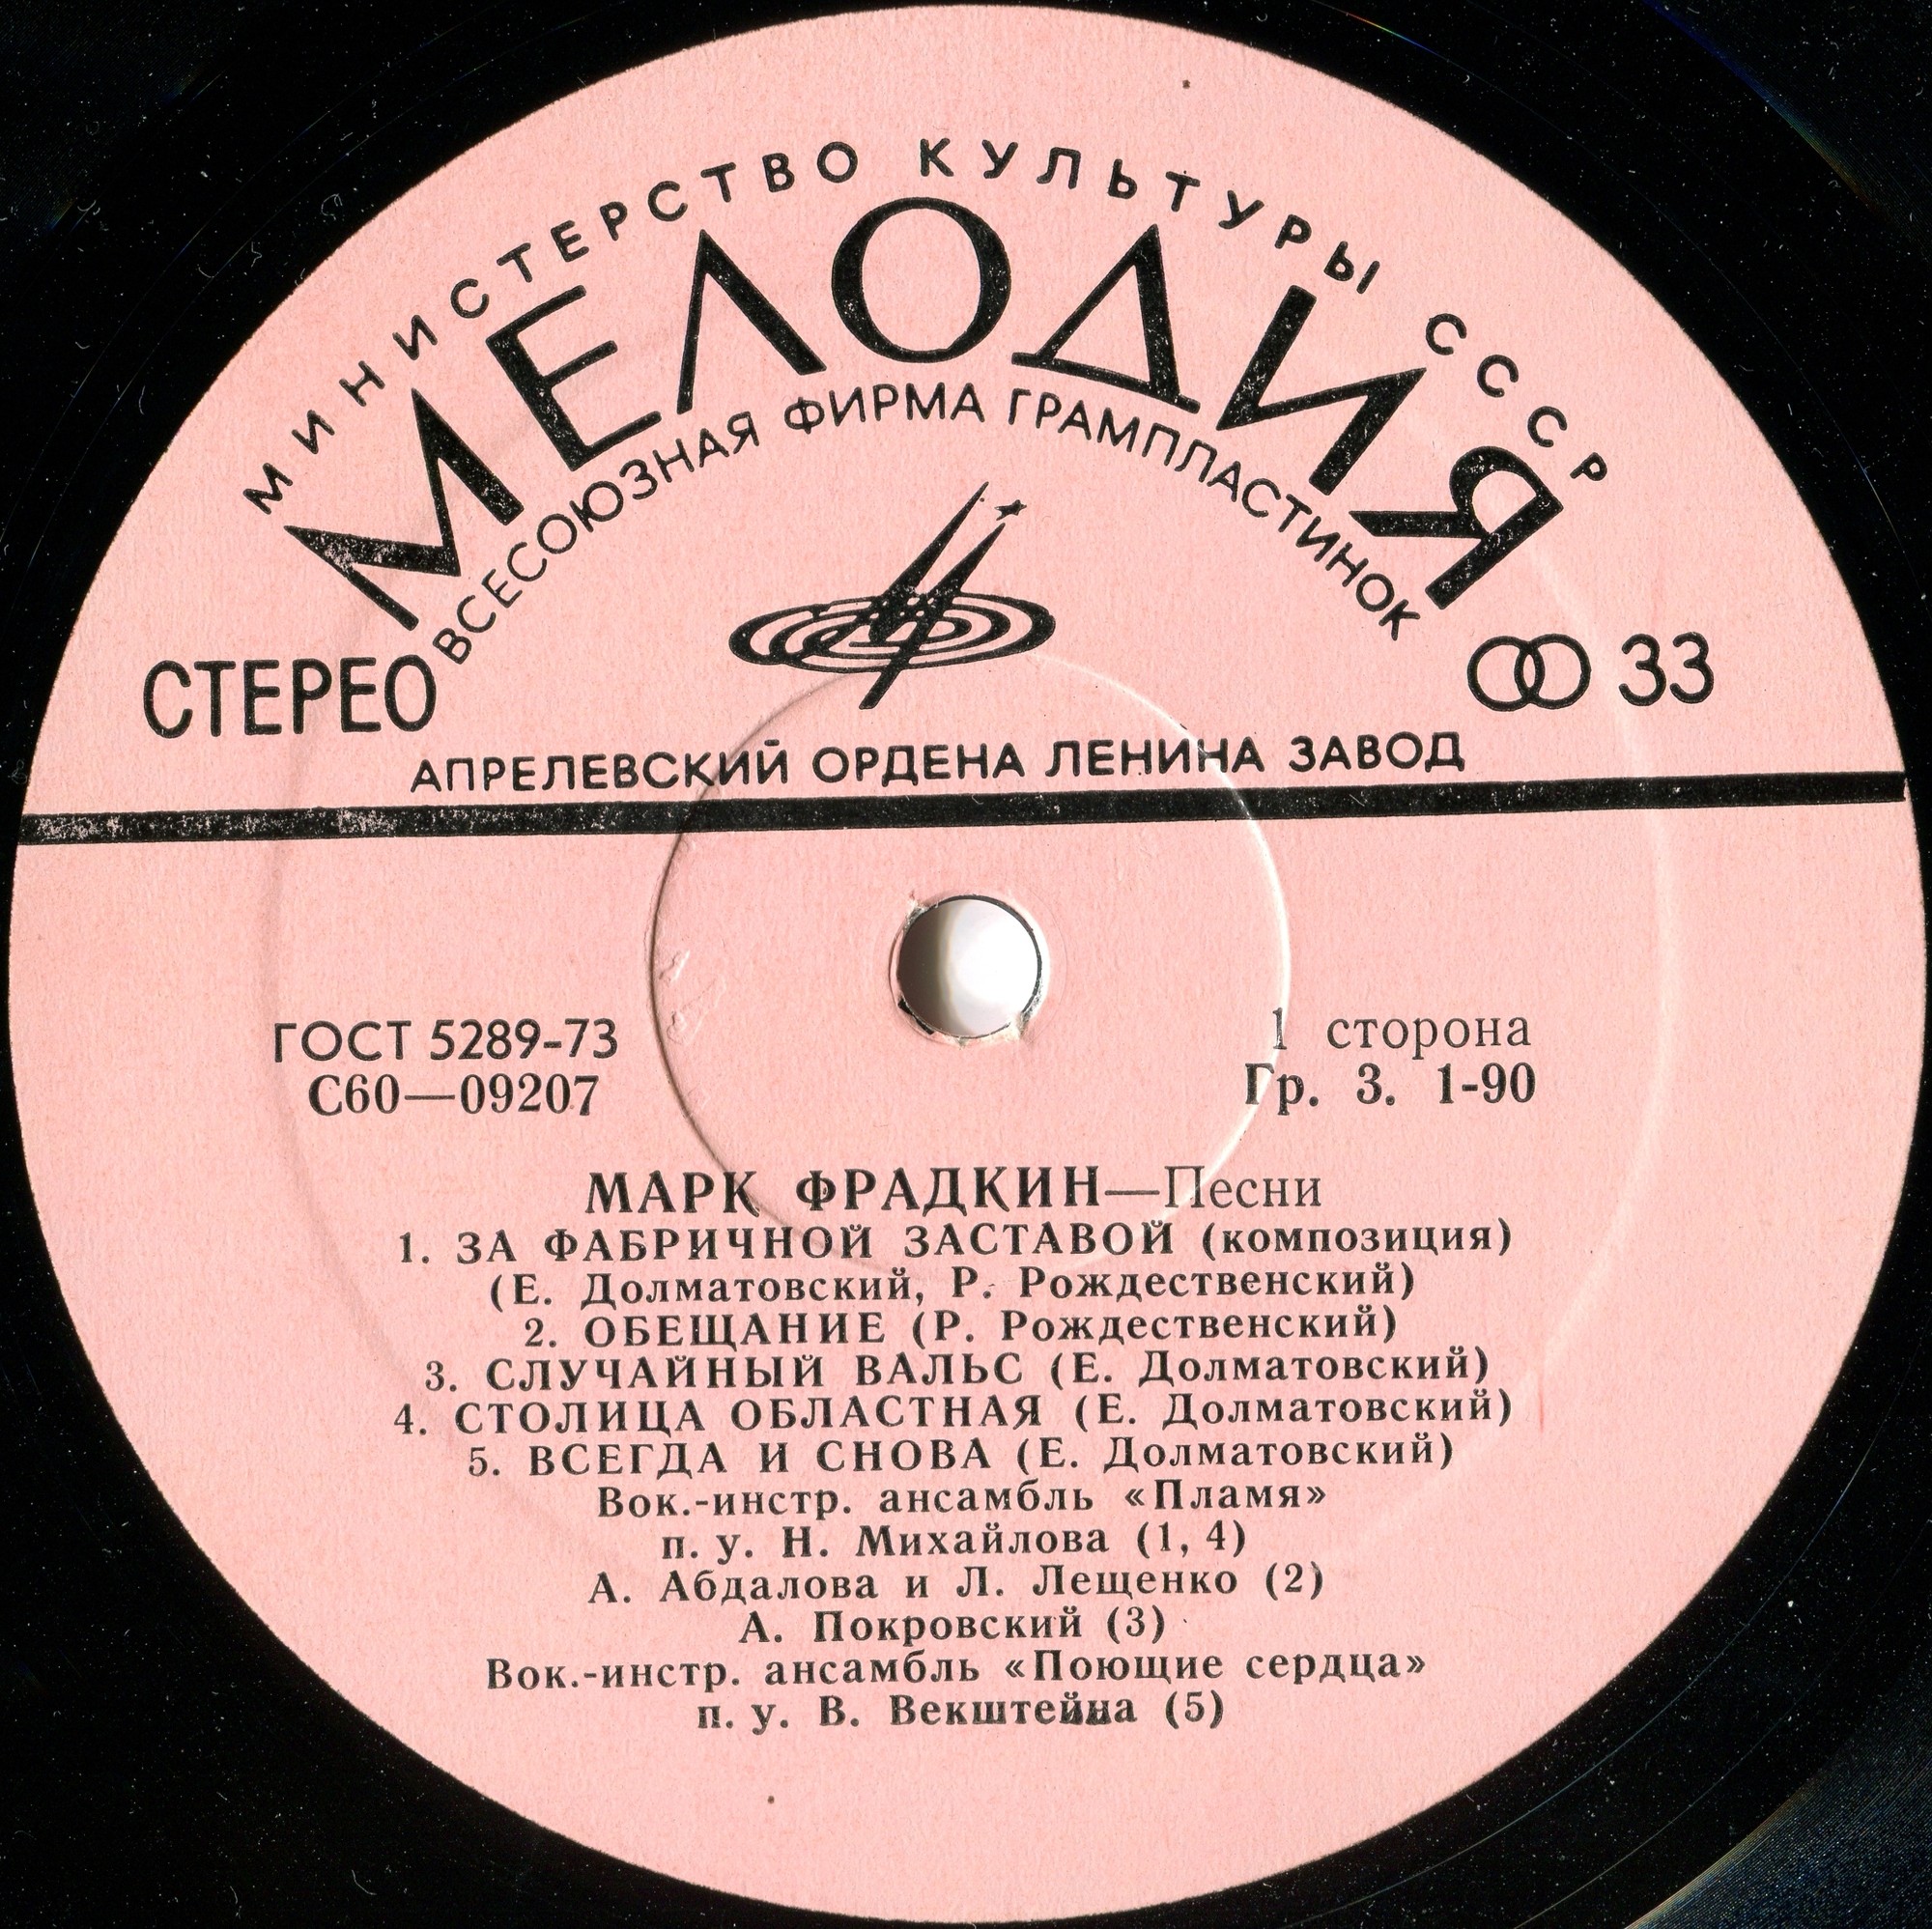 МИНИСТЕРСТВО КУЛЬТУРЫ СССР
МЕЛОДИЯ
ВСЕСОЮЗНАЯ ФИРМА ГРАМПЛАСТИНОК
СТЕРЕО
33
АПРЕЛЕВСКИЙ ОРДЕНА ЛЕНИНА ЗАВОД
ГОСТ 5289-73
С60—09207
1 сторона
Гр. 3. 1-90
МАРК ФРАДКИН—Песни
1. ЗА ФАБРИЧНОЙ ЗАСТАВОЙ (композиция)
(Е. Долматовский, Р. Рождественский)
2. ОБЕЩАНИЕ (Р. Рождественский)
3. СЛУЧАЙНЫЙ ВАЛЬС (Е. Долматовский)
4. СТОЛИЦА ОБЛАСТНАЯ (Е. Долматовский)
5. ВСЕГДА И СНОВА (Е. Долматовский)
Вок.-инстр. ансамбль «Пламя»
п. у. Н. Михайлова (1, 4)
А. Абдалова и Л. Лещенко (2)
А. Покровский (3)
Вок.-инстр. ансамбль «Поющие сердца»
п. у. В. Векштейна (5)